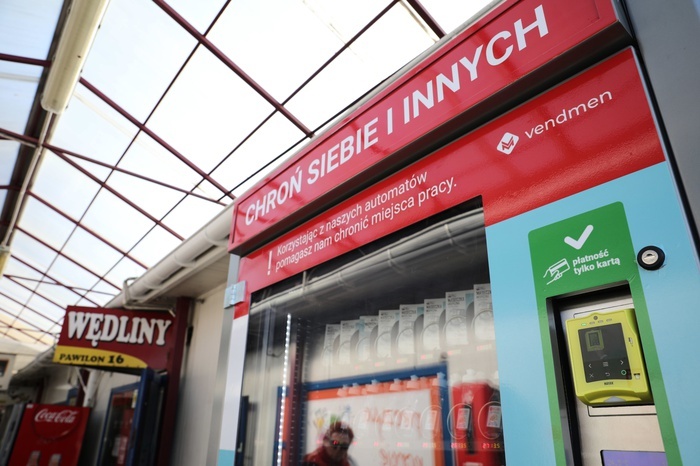 CHROŃ SIEBIE I INNYCH
vendmen
Korzystając z naszych automatów
pomagasz nam chronić miejsca pracy.
płatność
tylko kartą
WĘDLINY
PAWILON 16
Coca-Cola